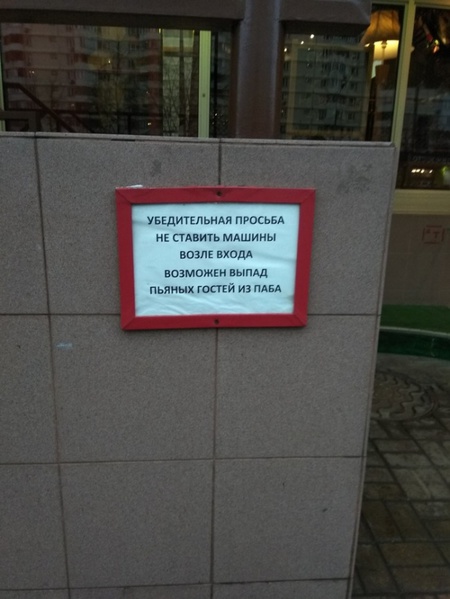 УБЕДИТЕЛЬНАЯ ПРОСЬБА
НЕ СТАВИТЬ МАШИНЫ
ВОЗЛЕ ВХОДА
ВОЗМОЖЕН ВЫПАД
ПЬЯНЫХ ГОСТЕЙ ИЗ ПАБА